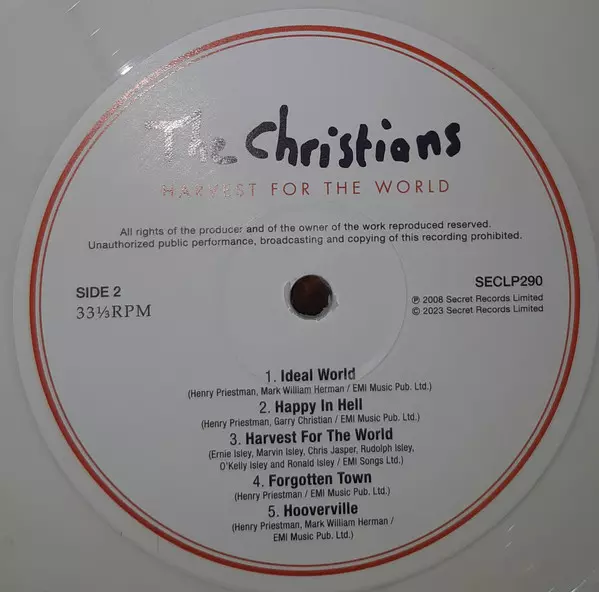 The Christians
HARVEST FOR THE WORLD
All rights of the producer and of the owner of the work reproduced reserved.
Unauthorized public performance, broadcasting and copying of this recording prohibited.
SIDE 2
33⅓RPM
SECLP290
℗ 2008 Secret Records Limited
© 2023 Secret Records Limited
1. Ideal World
(Henry Priestman, Mark William Herman / EMI Music Pub. Ltd.)
2. Happy In Hell
(Henry Priestman, Garry Christian / EMI Music Pub. Ltd.)
3. Harvest For The World
(Ernie Isley, Marvin Isley, Chris Jasper, Rudolph Isley,
O'Kelly Isley and Ronald Isley / EMI Songs Ltd.)
4. Forgotten Town
(Henry Priestman / EMI Music Pub. Ltd.)
5. Hooverville
(Henry Priestman, Mark William Herman /
EMI Music Pub. Ltd.)